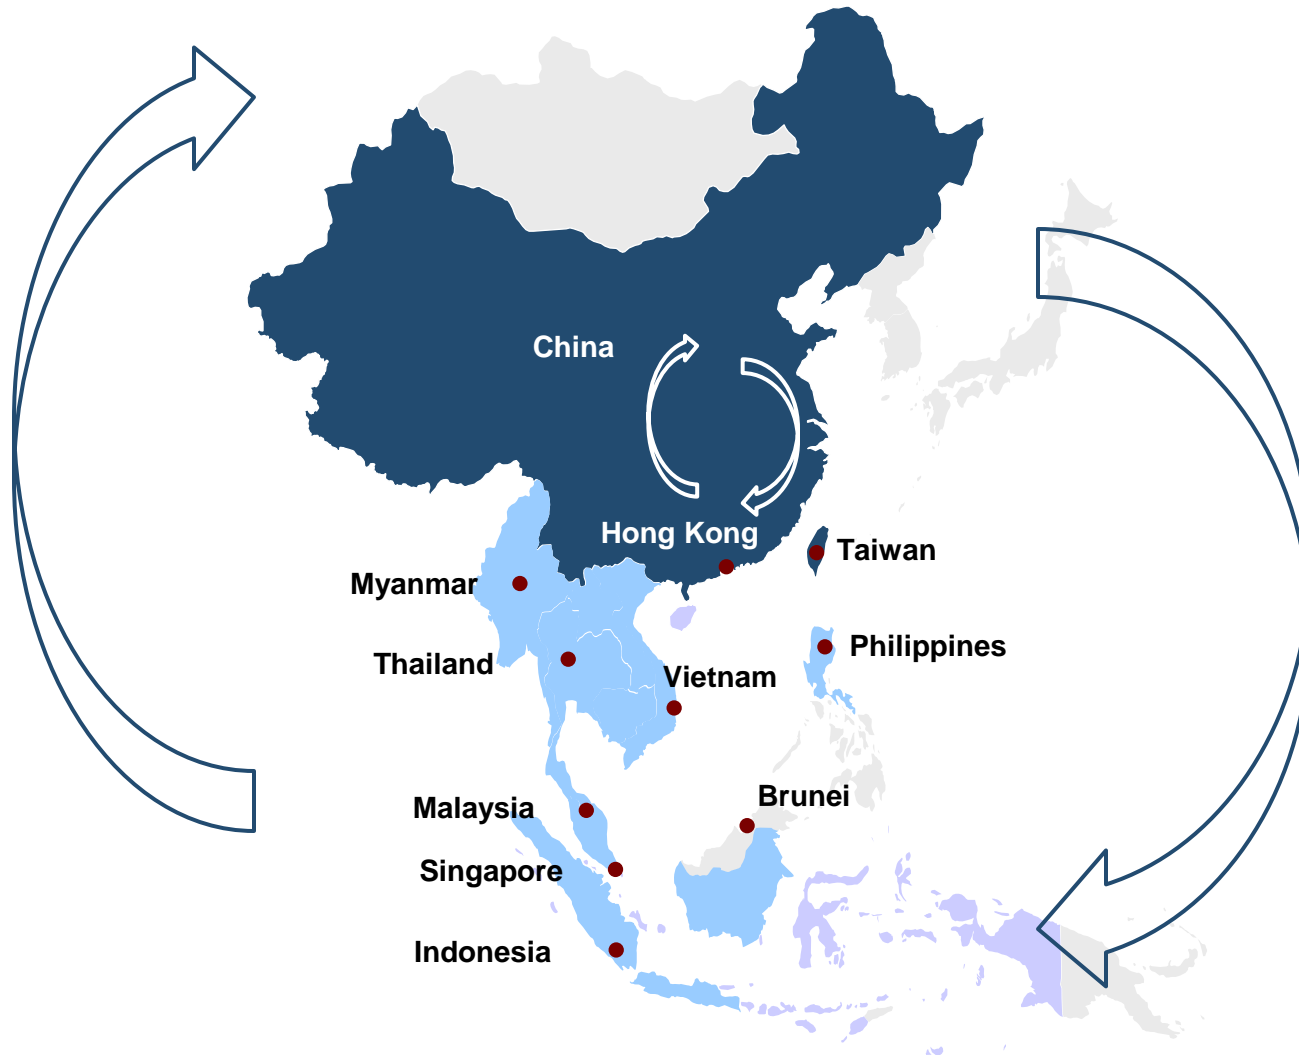 China
Hong Kong
Taiwan
Myanmar
Philippines
Thailand
Vietnam
Brunei
Malaysia
Singapore
Indonesia